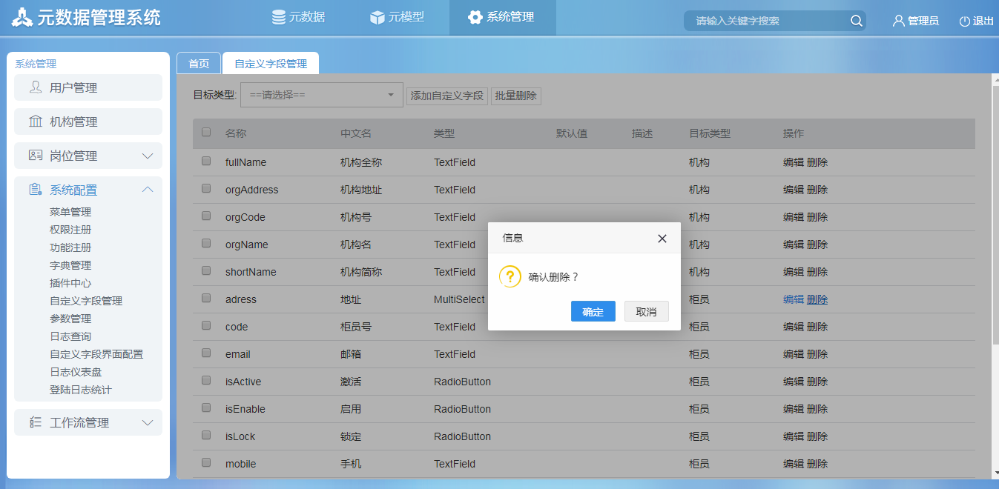 元数据管理系统 元数据 元模型 系统管理 请输入关键字搜索 管理员 退出
系统管理
用户管理
机构管理
岗位管理
系统配置
菜单管理
权限注册
功能注册
字典管理
插件中心
自定义字段管理
参数管理
日志查询
自定义字段界面配置
日志仪表盘
登陆日志统计
工作流管理
首页 自定义字段管理
目标类型: ==请选择== 添加自定义字段 批量删除
名称 中文名 类型 默认值 描述 目标类型 操作
fullName 机构全称 TextField 机构 编辑 删除
orgAddress 机构地址 TextField 机构 编辑 删除
orgCode 机构号 TextField 机构 编辑 删除
orgName 机构名 TextField 机构 编辑 删除
shortName 机构简称 TextField 机构 编辑 删除
adress 地址 MultiSelect 柜员 编辑 删除
code 柜员号 TextField 柜员 编辑 删除
email 邮箱 TextField 柜员 编辑 删除
isActive 激活 RadioButton 柜员 编辑 删除
isEnable 启用 RadioButton 柜员 编辑 删除
isLock 锁定 RadioButton 柜员 编辑 删除
mobile 手机 TextField 柜员 编辑 删除
信息
确认删除？
确定 取消